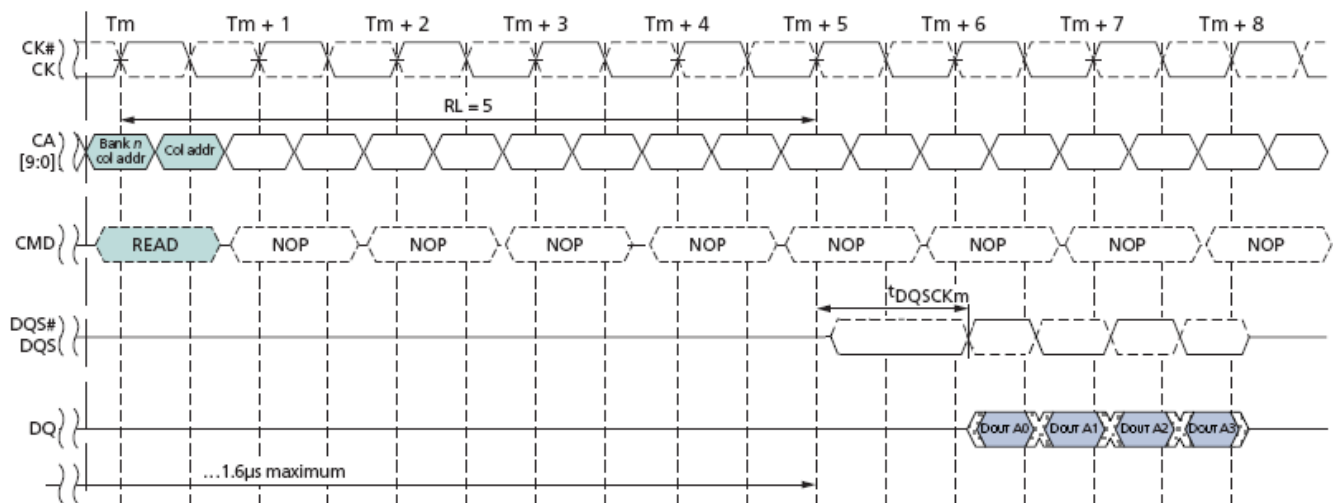 Tm Tm + 1 Tm + 2 Tm + 3 Tm + 4 Tm + 5 Tm + 6 Tm + 7 Tm + 8
CK#
CK
RL = 5
CA
[9:0]
Bank n
col addr
Col addr
CMD READ NOP NOP NOP NOP NOP NOP NOP NOP
tDQSCKm
DQS#
DQS
DQ DOUT A0 DOUT A1 DOUT A2 DOUT A3
...1.6µs maximum